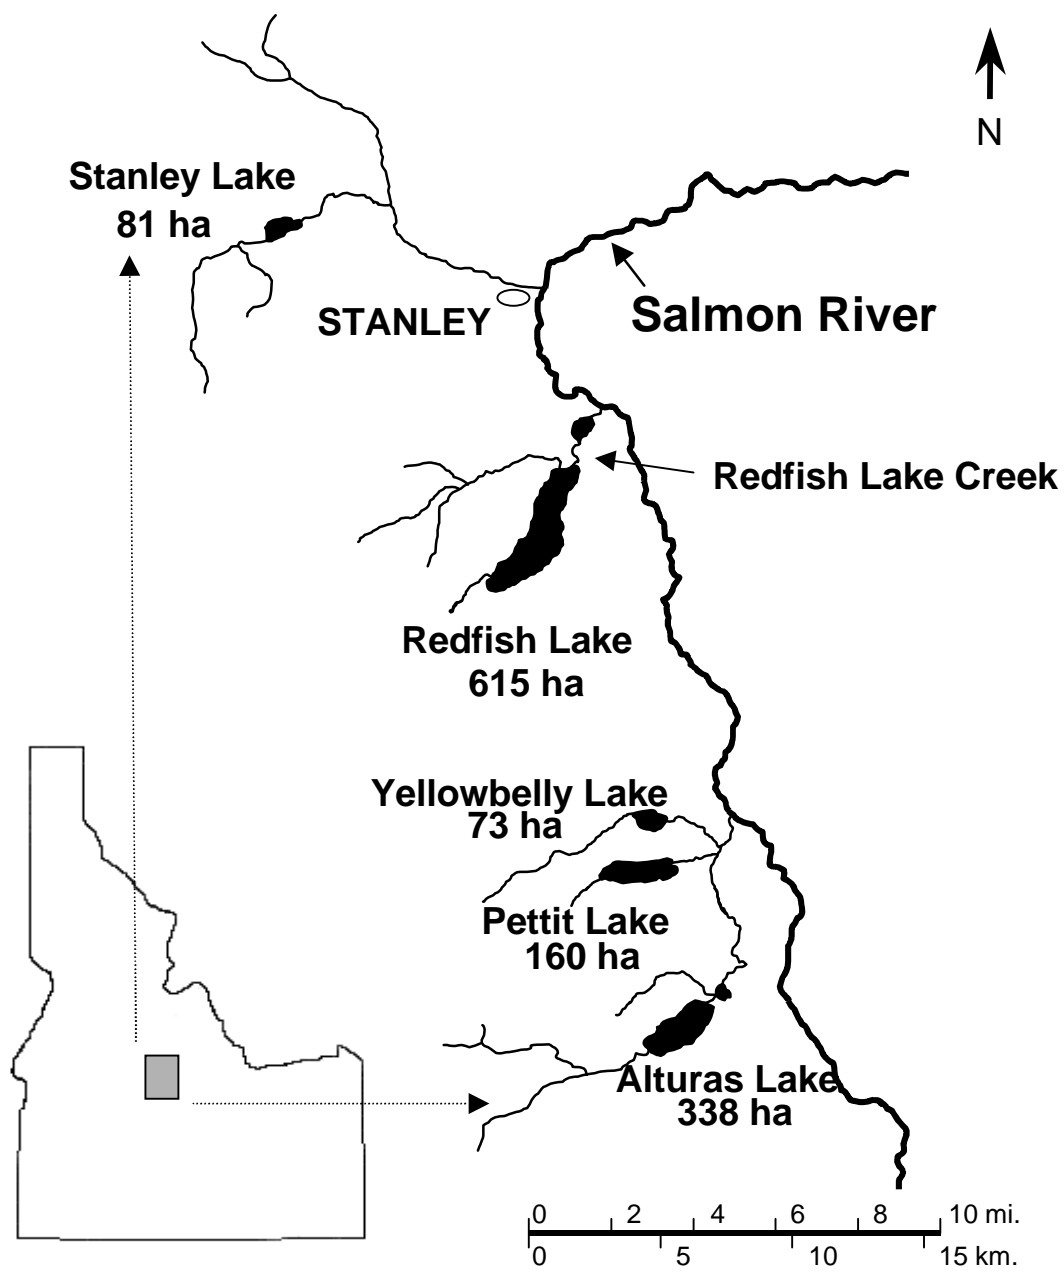 N
Stanley Lake
81 ha
STANLEY
Salmon River
Redfish Lake Creek
Redfish Lake
615 ha
Yellowbelly Lake
73 ha
Pettit Lake
160 ha
Alturas Lake
338 ha
0 2 4 6 8 10 mi.
0 5 10 15 km.